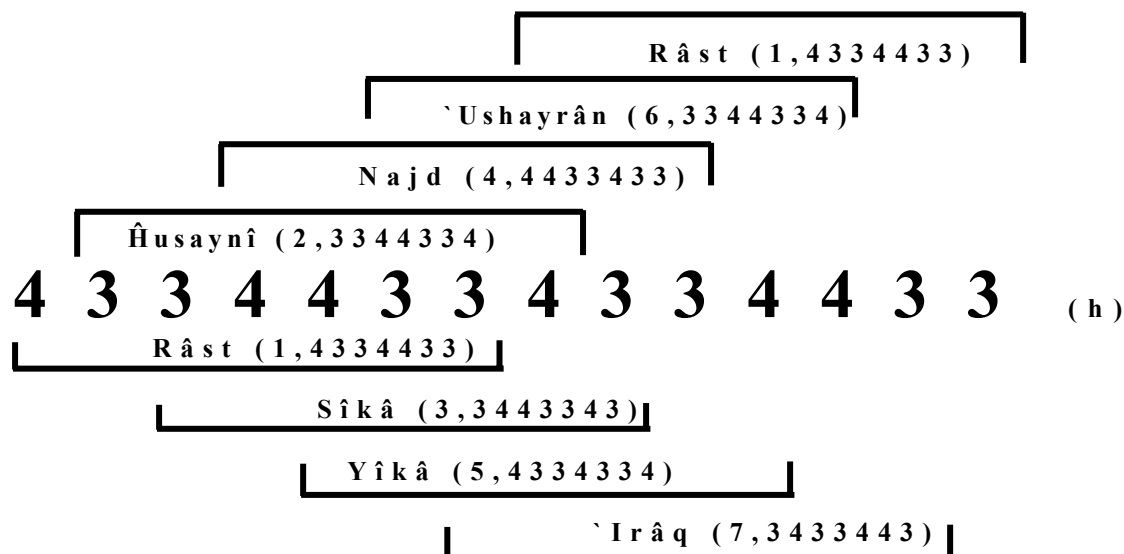 Râst (1,4334433)
`Ushayrân (6,3344334)
Najd (4,4433433)
Ĥusaynî (2,3344334)
4 3 3 4 4 3 3 4 3 3 4 4 3 3 (h)
Râst (1,4334433)
Sîkâ (3,3443343)
Yîkâ (5,4334334)
`Irâq (7,3433443)